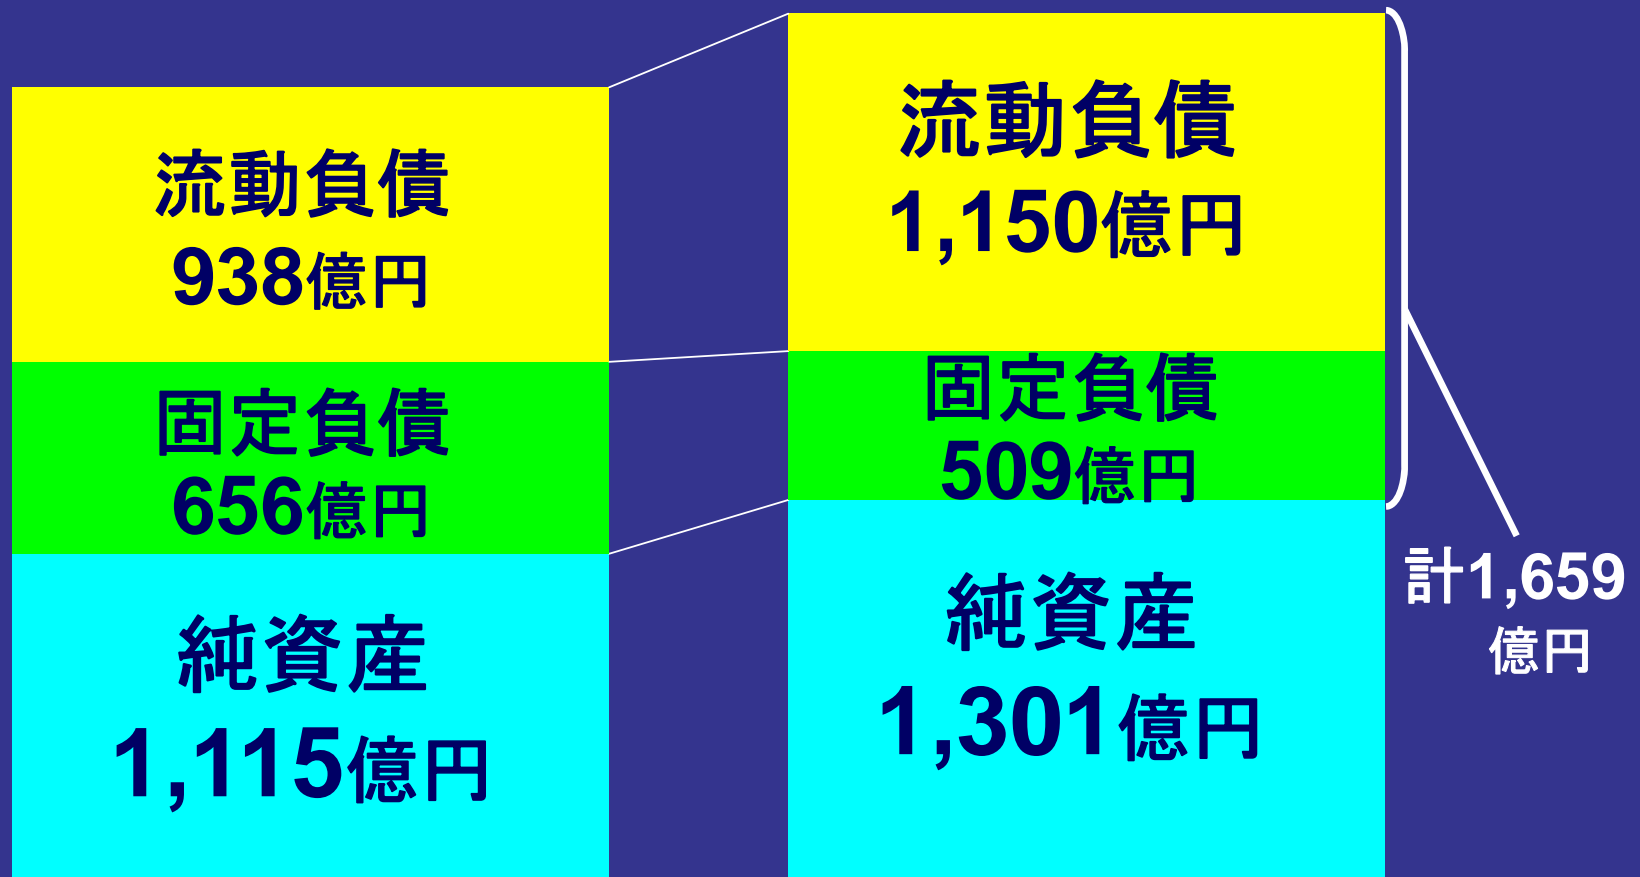 流動負債
938億円
固定負債
656億円
純資産
1,115億円
流動負債
1,150億円
固定負債
509億円
純資産
1,301億円
計1,659
億円